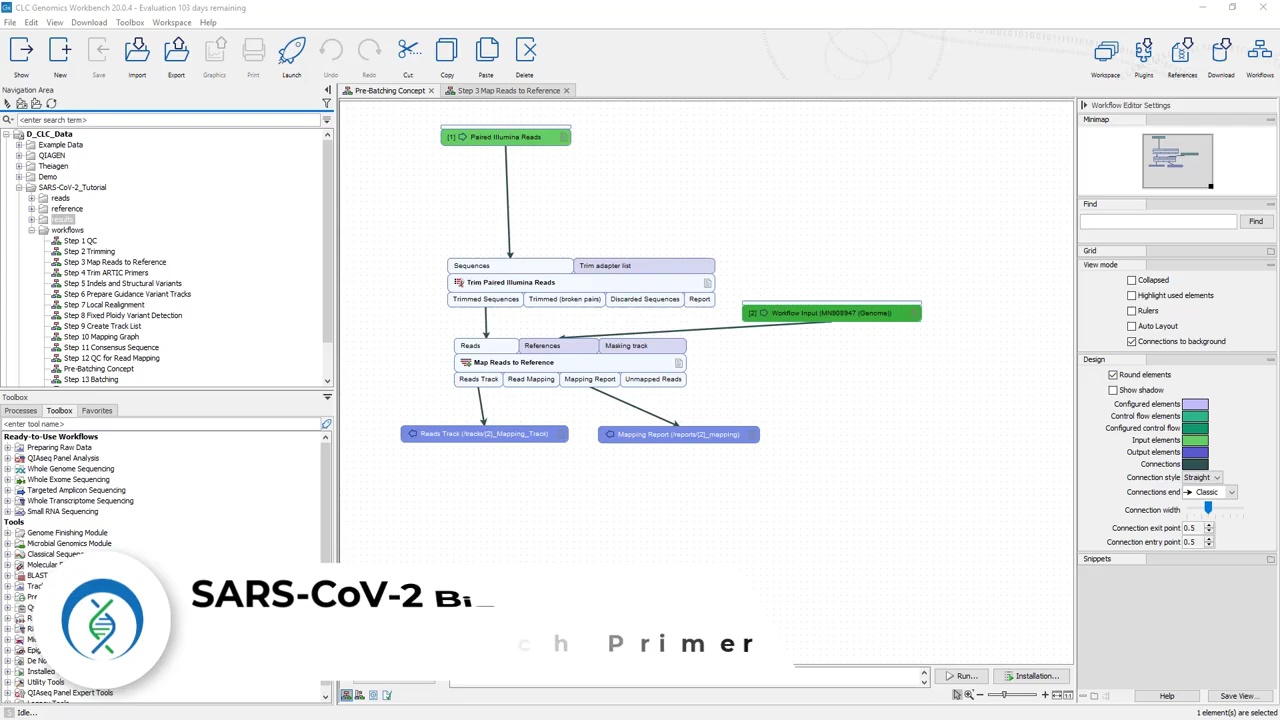 CLC Genomics Workbench 20.0.4 - Evaluation 103 days remaining
File Edit View Download Toolbox Workspace Help
Show New Save Import Export Graphics Print Launch Undo Redo Cut Copy Paste Delete Workspace Plugins References Download Workflows
Navigation Area
<enter search term>
D_CLC_Data
Example Data
QIAGEN
Theiagen
Demo
SARS-CoV-2_Tutorial
reads
reference
results
workflows
Step 1 QC
Step 2 Trimming
Step 3 Map Reads to Reference
Step 4 Trim ARTIC Primers
Step 5 Indels and Structural Variants
Step 6 Prepare Guidance Variant Tracks
Step 7 Local Realignment
Step 8 Fixed Ploidy Variant Detection
Step 9 Create Track List
Step 10 Mapping Graph
Step 11 Consensus Sequence
Step 12 QC for Read Mapping
Pre-Batching Concept
Step 13 Batching
Toolbox
Processes Toolbox Favorites
<enter tool name>
Ready-to-Use Workflows
Preparing Raw Data
QIAseq Panel Analysis
Whole Genome Sequencing
Whole Exome Sequencing
Targeted Amplicon Sequencing
Whole Transcriptome Sequencing
Small RNA Sequencing
Tools
Genome Finishing Module
Microbial Genomics Module
Classical Sequenc
Molecular
BLAST
Utility Tools
QIAseq Panel Expert Tools
Idle...
Pre-Batching Concept Step 3 Map Reads to Reference
[1] Paired Illumina Reads
Sequences Trim adapter list
Trim Paired Illumina Reads
Trimmed Sequences Trimmed (broken pairs) Discarded Sequences Report
[2] Workflow Input (MN908947 (Genome))
Reads References Masking track
Map Reads to Reference
Reads Track Read Mapping Mapping Report Unmapped Reads
Reads Track (/tracks/[2]_Mapping_Track) Mapping Report (/reports/[2]_mapping)
SARS-CoV-2 Bi
ch Primer
Run... Installation...
Workflow Editor Settings
Minimap
Find
Find
Grid
View mode
Collapsed
Highlight used elements
Rulers
Auto Layout
Connections to background
Design
Round elements
Show shadow
Configured elements
Control flow elements
Configured control flow
Input elements
Output elements
Connections
Connection style Straight
Connections end Classic
Connection width
Connection exit point 0.5
Connection entry point 0.5
Snippets
Help Save View...
1 element(s) are selected